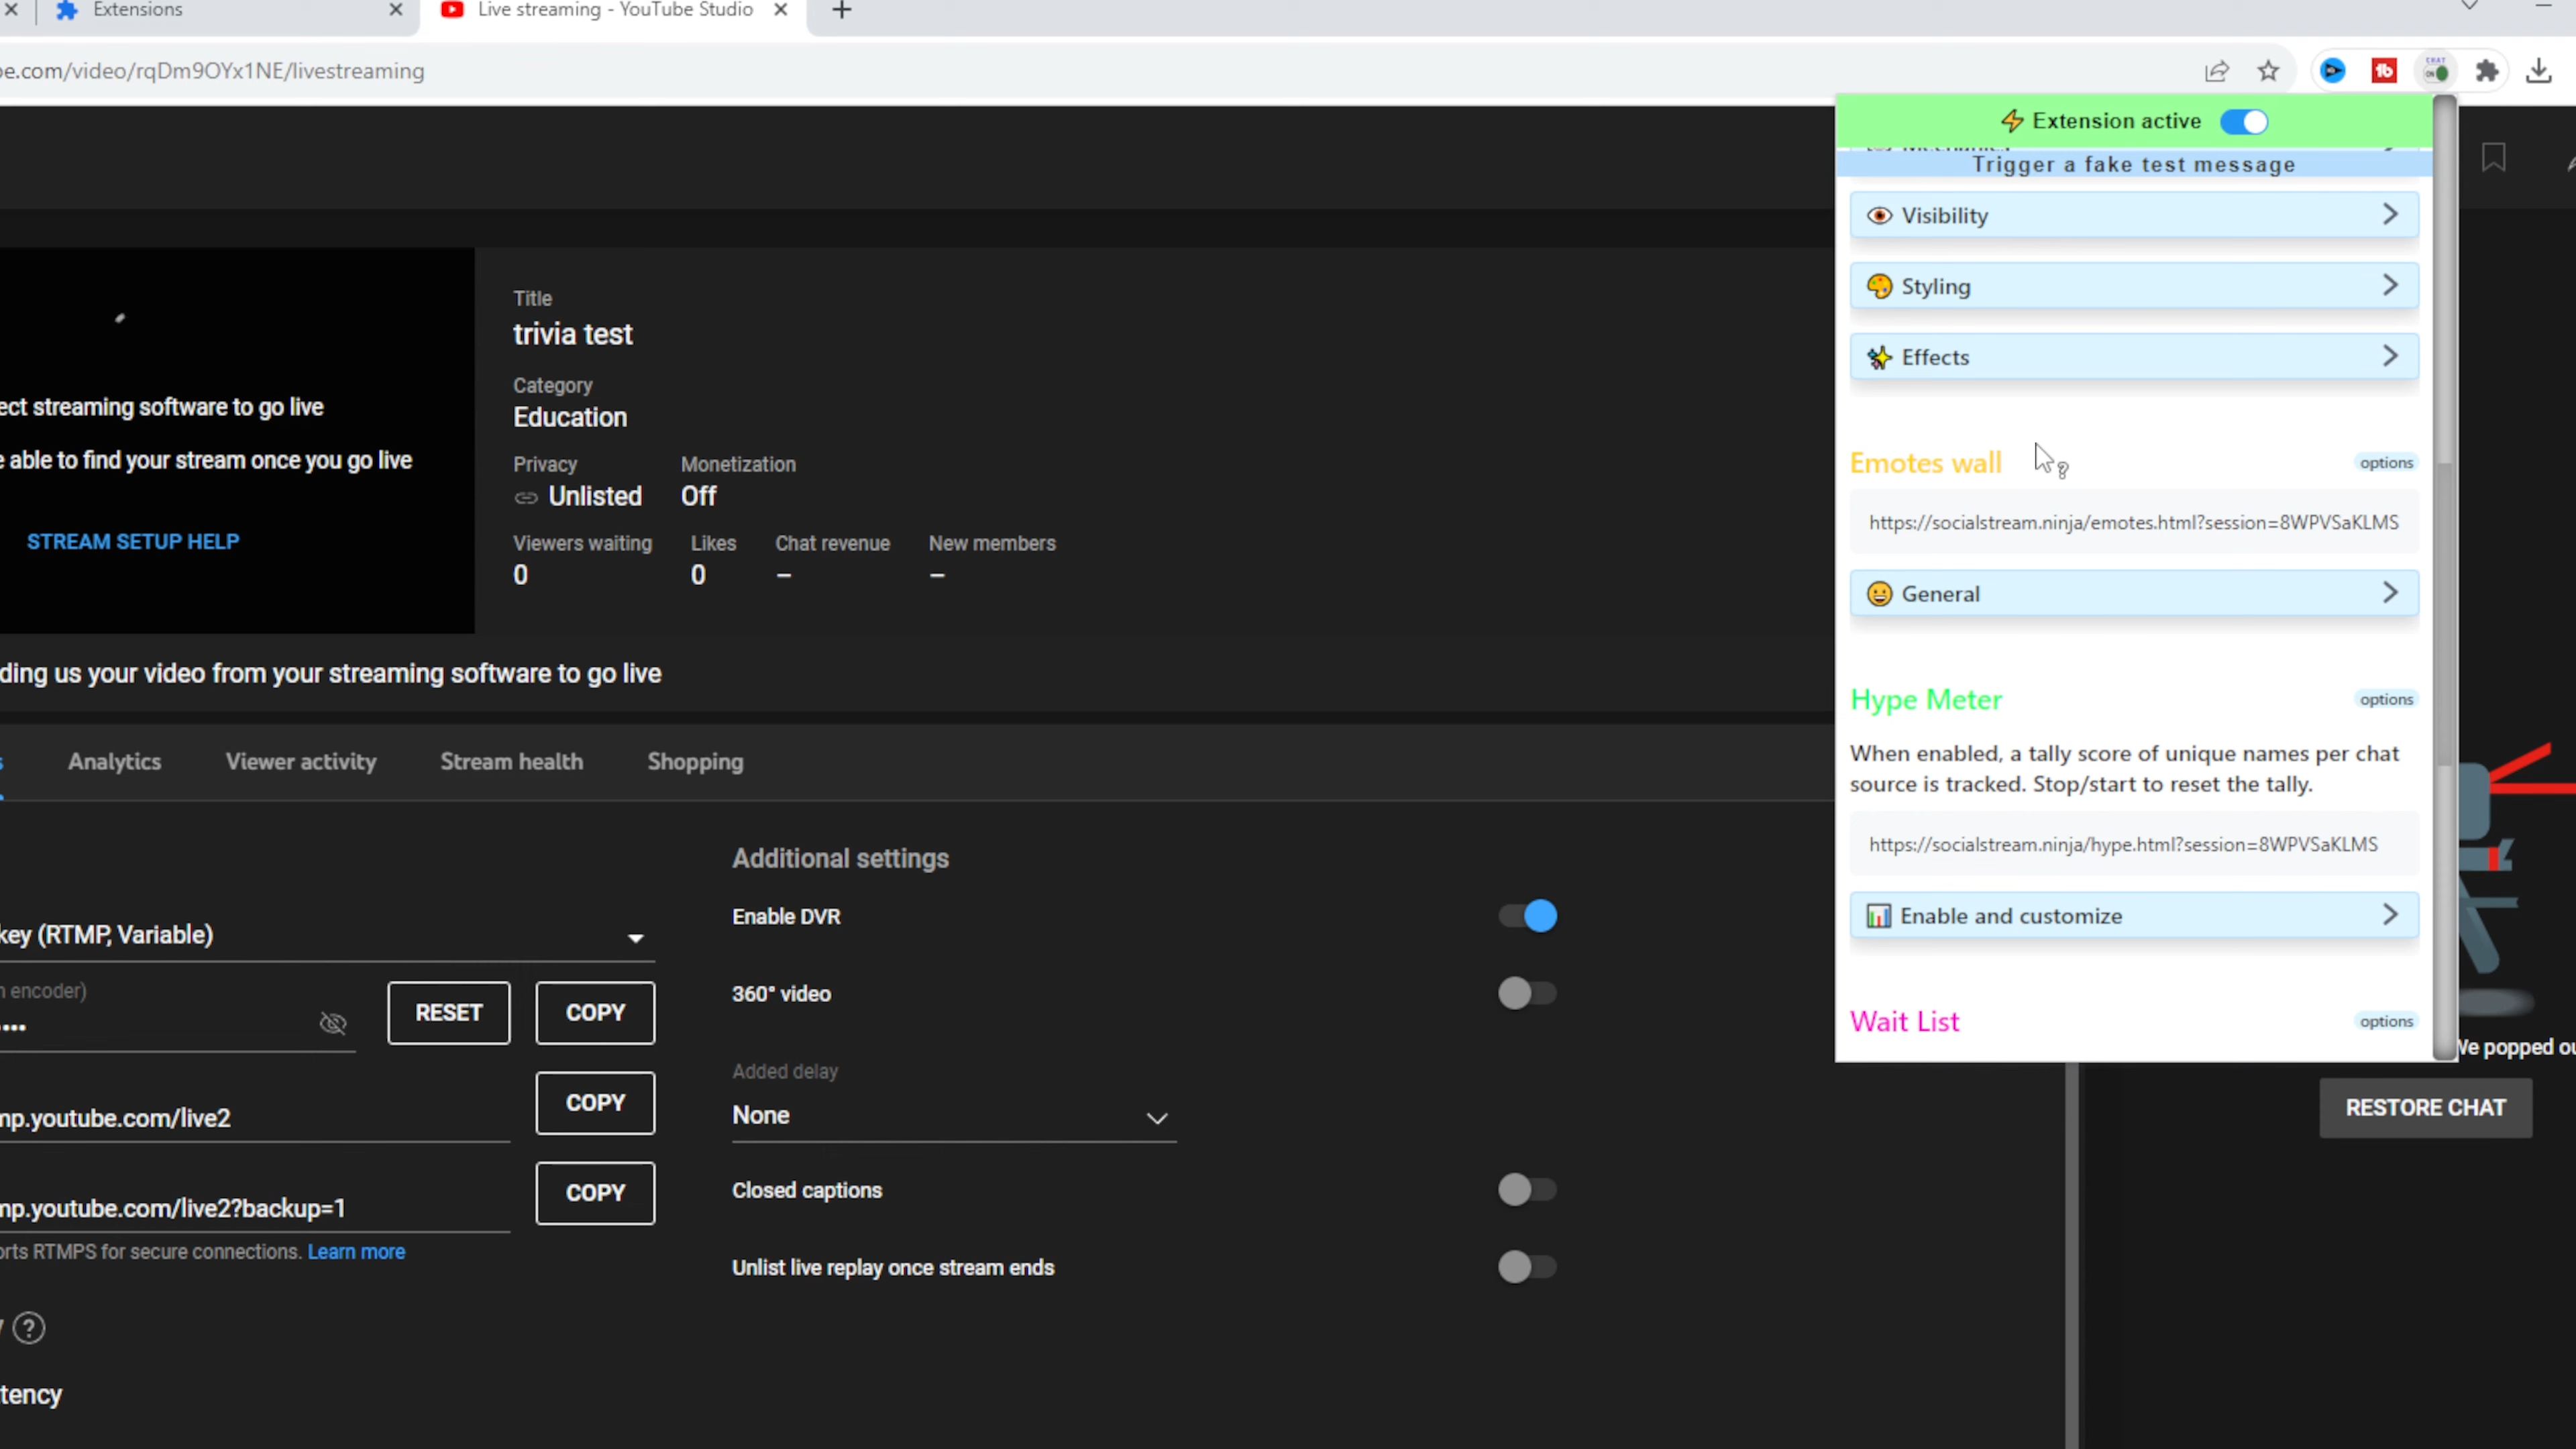 Extensions
Live streaming - YouTube Studio
e.com/video/rqDm9OYx1NE/livestreaming
CHAT
ON
Extension active
Trigger a fake test message
Visibility
Styling
Effects
Emotes wall
options
https://socialstream.ninja/emotes.html?session=8WPVSaKLMS
General
Hype Meter
options
When enabled, a tally score of unique names per chat
source is tracked. Stop/start to reset the tally.
https://socialstream.ninja/hype.html?session=8WPVSaKLMS
Enable and customize
Wait List
options
ect streaming software to go live
able to find your stream once you go live
STREAM SETUP HELP
Title
trivia test
Category
Education
Privacy
Monetization
Unlisted
Off
Viewers waiting
Likes
Chat revenue
New members
0
0
–
–
ding us your video from your streaming software to go live
Analytics
Viewer activity
Stream health
Shopping
key (RTMP, Variable)
encoder)
RESET
COPY
COPY
mp.youtube.com/live2
COPY
mp.youtube.com/live2?backup=1
orts RTMPS for secure connections. Learn more
tency
Additional settings
Enable DVR
360° video
Added delay
None
Closed captions
Unlist live replay once stream ends
We popped ou
RESTORE CHAT